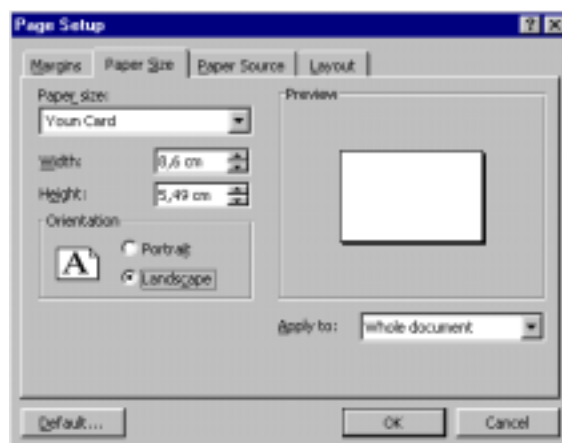 Page Setup
Margins Paper Size Paper Source Layout
Paper size: Preview
Youn Card
Width: 8,6 cm
Height: 5,49 cm
Orientation
A Portrait
Landscape
Apply to: Whole document
Default... OK Cancel